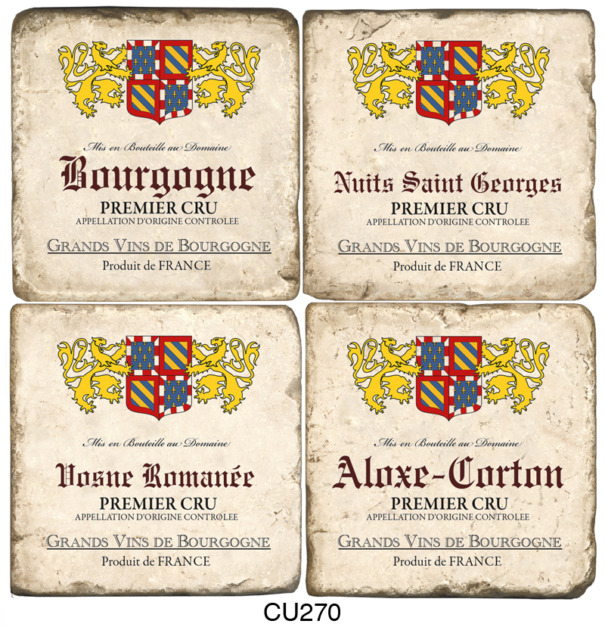 Mis en Bouteille au Domaine
Bourgogne
PREMIER CRU
APPELLATION D'ORIGINE CONTROLEE
GRANDS VINS DE BOURGOGNE
Produit de FRANCE
Mis en Bouteille au Domaine
Nuits Saint Georges
PREMIER CRU
APPELLATION D'ORIGINE CONTROLEE
GRANDS VINS DE BOURGOGNE
Produit de FRANCE
Mis en Bouteille au Domaine
Vosne Romanée
PREMIER CRU
APPELLATION D'ORIGINE CONTROLEE
GRANDS VINS DE BOURGOGNE
Produit de FRANCE
Mis en Bouteille au Domaine
Aloxe-Corton
PREMIER CRU
APPELLATION D'ORIGINE CONTROLEE
GRANDS VINS DE BOURGOGNE
Produit de FRANCE
CU270